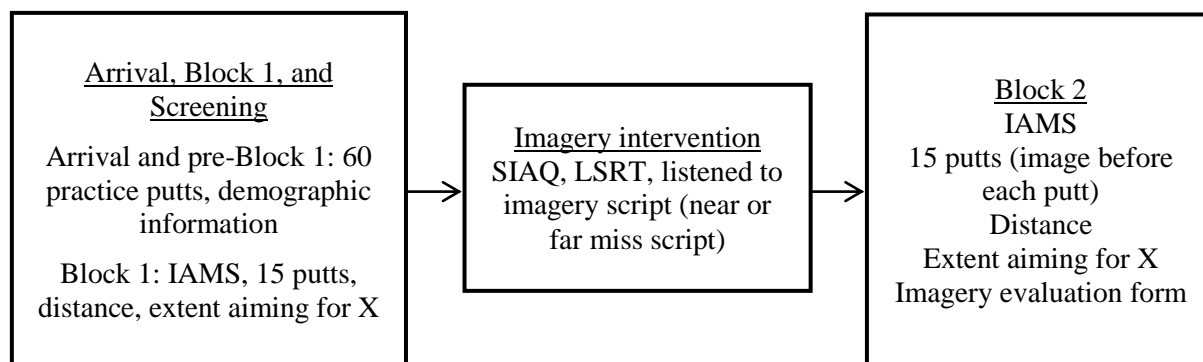 Arrival, Block 1, and
Screening
Arrival and pre-Block 1: 60
practice putts, demographic
information
Block 1: IAMS, 15 putts,
distance, extent aiming for X
Imagery intervention
SIAQ, LSRT, listened to
imagery script (near or
far miss script)
Block 2
IAMS
15 putts (image before
each putt)
Distance
Extent aiming for X
Imagery evaluation form